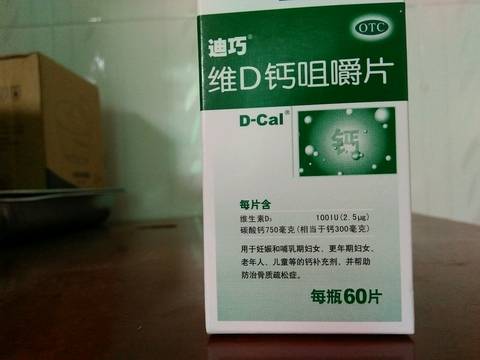 OTC
迪巧®
维D钙咀嚼片
D-Cal®
钙
每片含
维生素D₃ 100IU(2.5μg)
碳酸钙750毫克(相当于钙300毫克)
用于妊娠和哺乳期妇女、更年期妇女、
老年人、儿童等的钙补充剂，并帮助
防治骨质疏松症。
每瓶60片